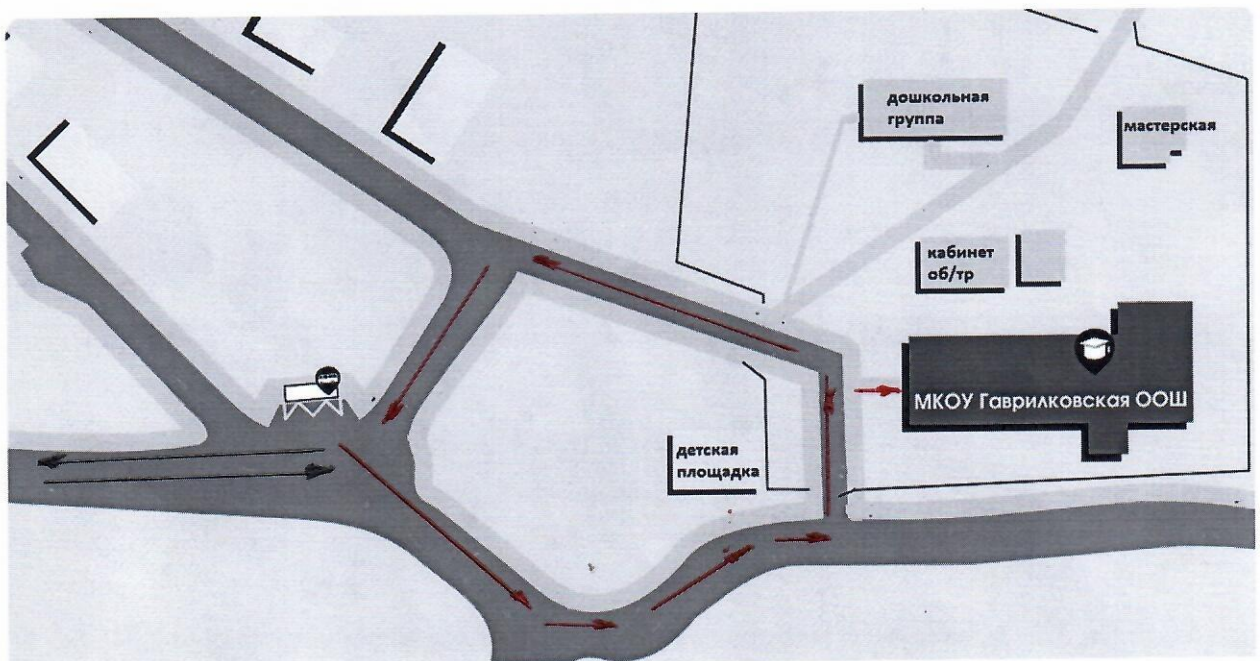 дошкольная
группа
мастерская
кабинет
об/тр
МКОУ Гаврилковская ООШ
детская
площадка